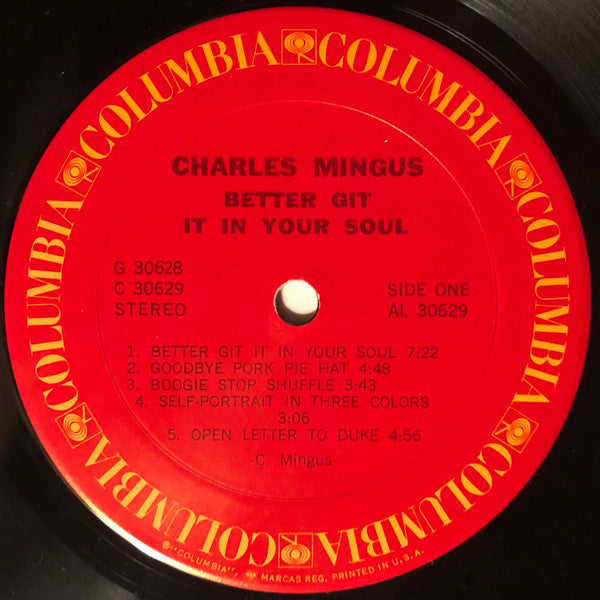 COLUMBIA COLUMBIA COLUMBIA COLUMBIA COLUMBIA COLUMBIA
CHARLES MINGUS
BETTER GIT
IT IN YOUR SOUL
G 30628
C 30629
STEREO
SIDE ONE
AL 30629
1. BETTER GIT IT IN YOUR SOUL 7:22
2. GOODBYE PORK PIE HAT 4:48
3. BOOGIE STOP SHUFFLE 3:43
4. SELF-PORTRAIT IN THREE COLORS
3:06
5. OPEN LETTER TO DUKE 4:56
-C. Mingus-
"COLUMBIA" MARCAS REG. PRINTED IN U.S.A.